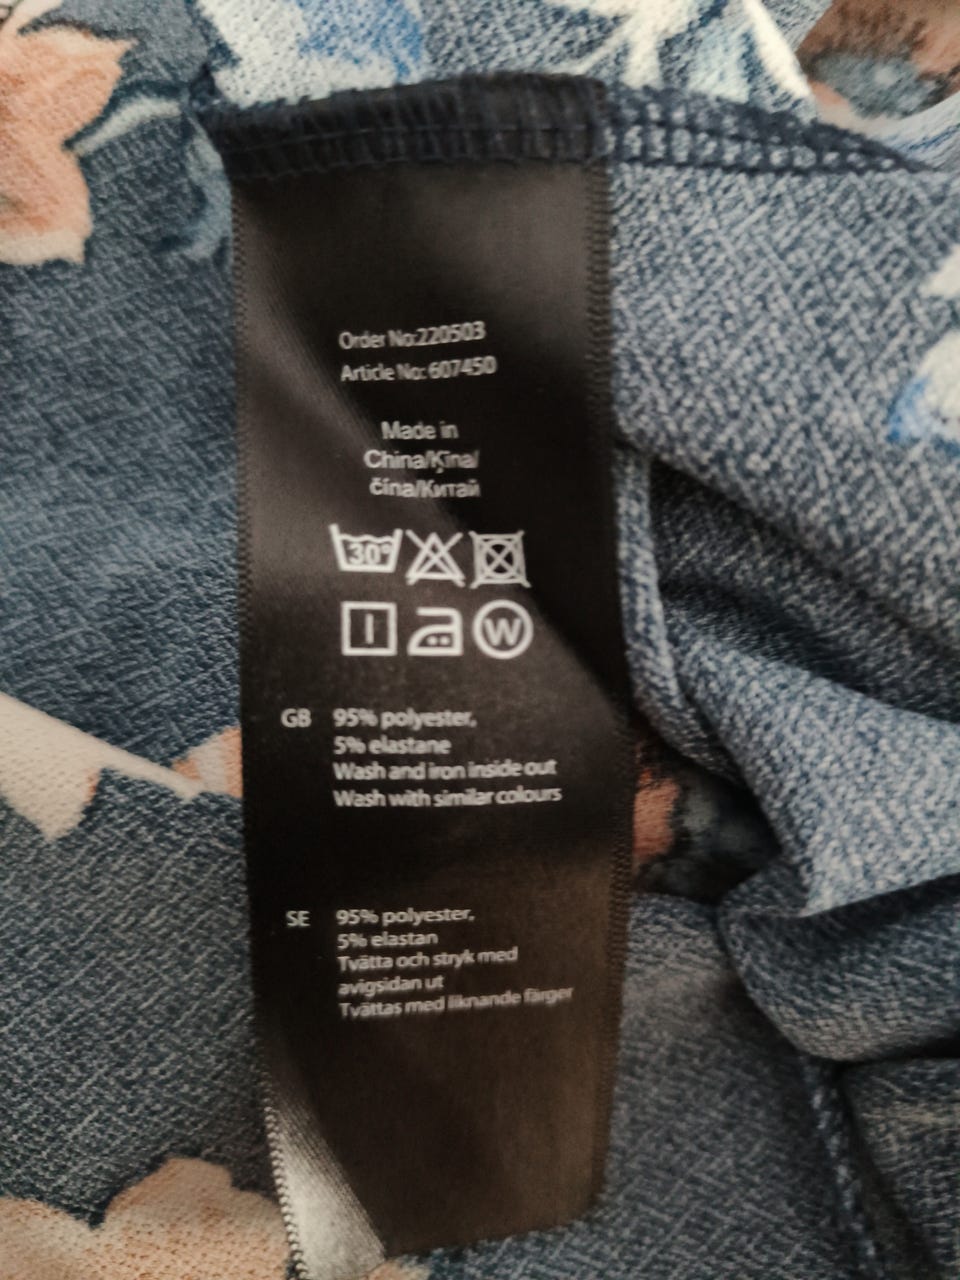 Order No:220503
Article No: 607450
Made in
China/Ķīna/
čína/Китай
30°
I
W
GB 95% polyester,
5% elastane
Wash and iron inside out
Wash with similar colours
SE 95% polyester,
5% elastan
Tvätta och stryk med
avigsidan ut
Tvättas med liknande färger